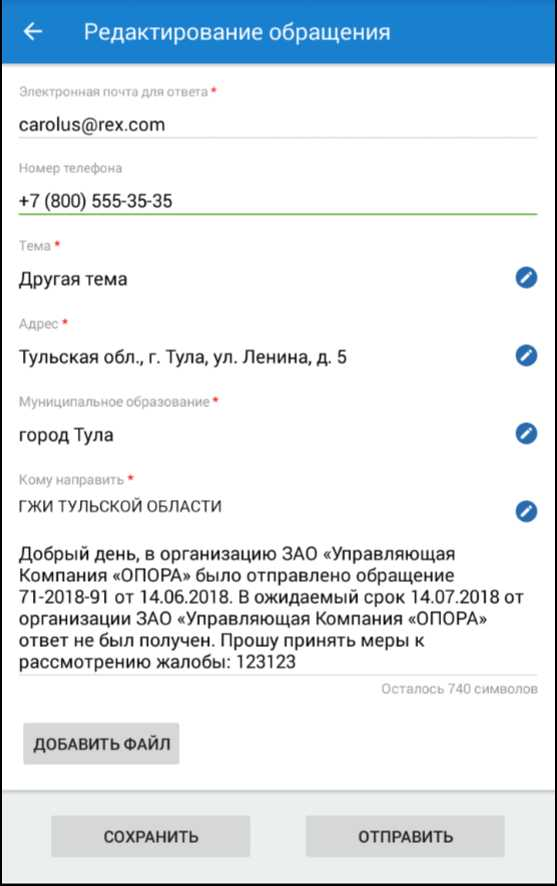 Редактирование обращения
Электронная почта для ответа *
carolus@rex.com
Номер телефона
+7 (800) 555-35-35
Тема *
Другая тема
Адрес *
Тульская обл., г. Тула, ул. Ленина, д. 5
Муниципальное образование *
город Тула
Кому направить *
ГЖИ ТУЛЬСКОЙ ОБЛАСТИ
Добрый день, в организацию ЗАО «Управляющая
Компания «ОПОРА» было отправлено обращение
71-2018-91 от 14.06.2018. В ожидаемый срок 14.07.2018 от
организации ЗАО «Управляющая Компания «ОПОРА»
ответ не был получен. Прошу принять меры к
рассмотрению жалобы: 123123
Осталось 740 символов
ДОБАВИТЬ ФАЙЛ
СОХРАНИТЬ
ОТПРАВИТЬ